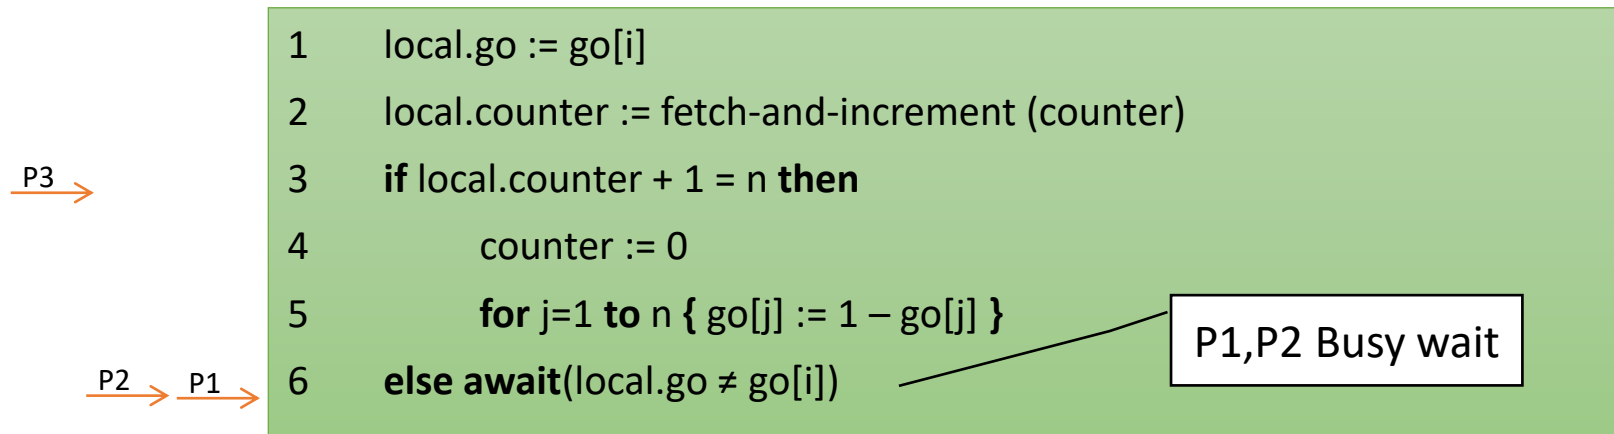 1 local.go := go[i]
2 local.counter := fetch-and-increment (counter)
P3
3 if local.counter + 1 = n then
4 counter := 0
5 for j=1 to n { go[j] := 1 – go[j] }
P1,P2 Busy wait
P2 P1
6 else await(local.go ≠ go[i])